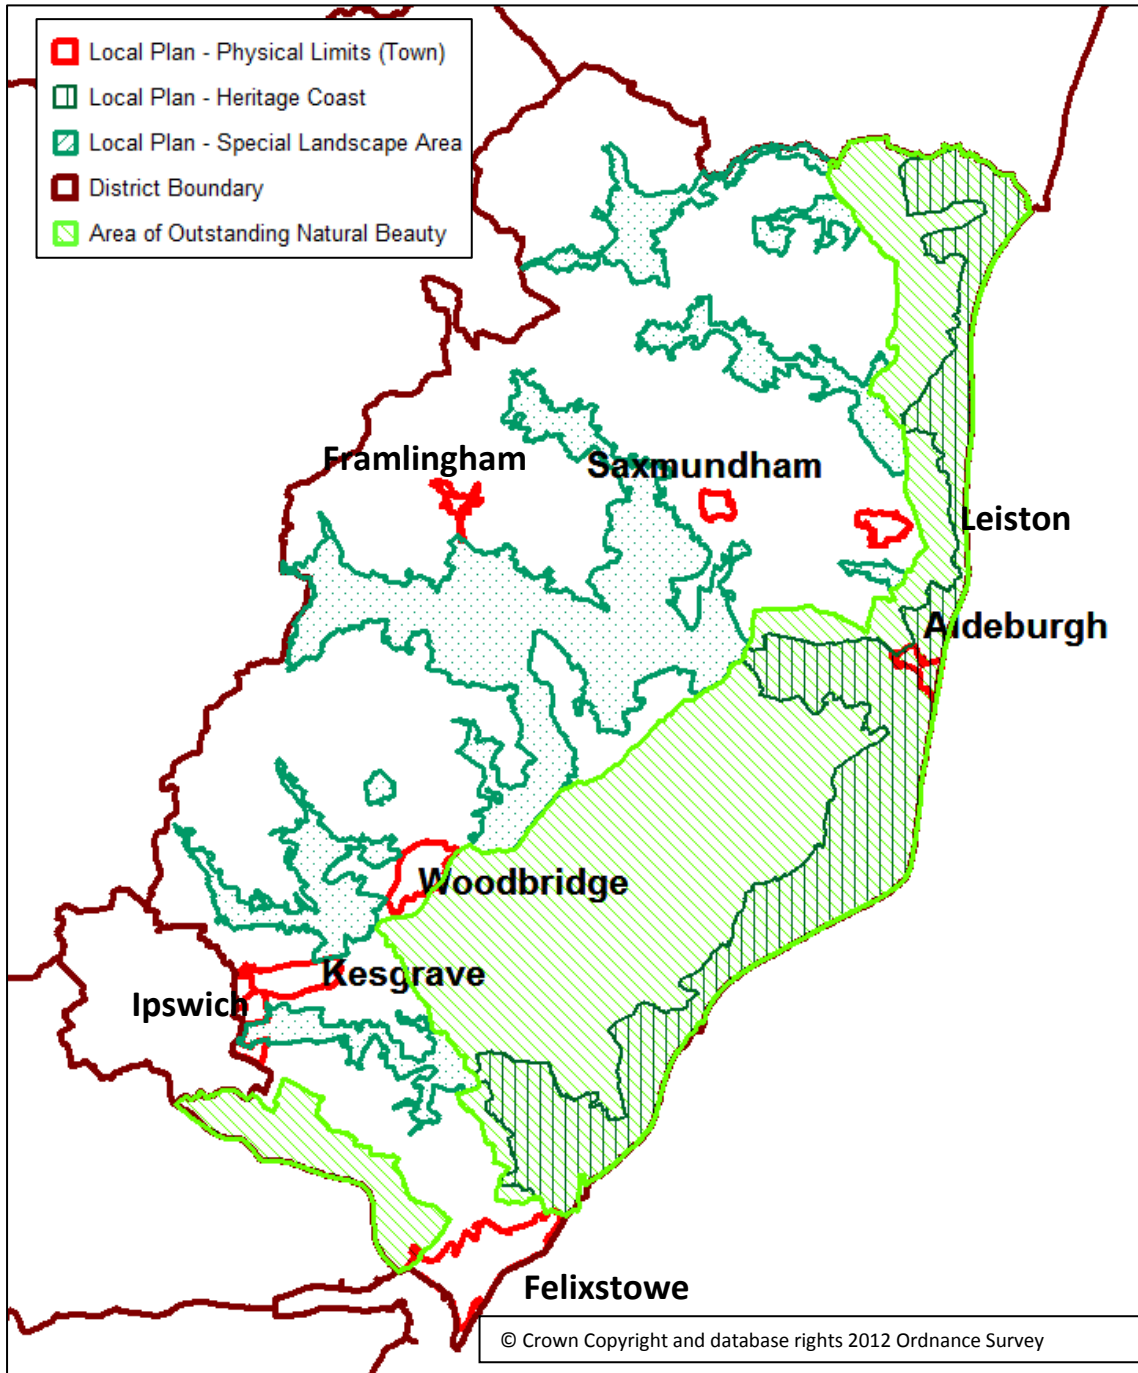 Local Plan - Physical Limits (Town)
Local Plan - Heritage Coast
Local Plan - Special Landscape Area
District Boundary
Area of Outstanding Natural Beauty
Framlingham
Saxmundham
Leiston
Aldeburgh
Woodbridge
Kesgrave
Ipswich
Felixstowe
© Crown Copyright and database rights 2012 Ordnance Survey